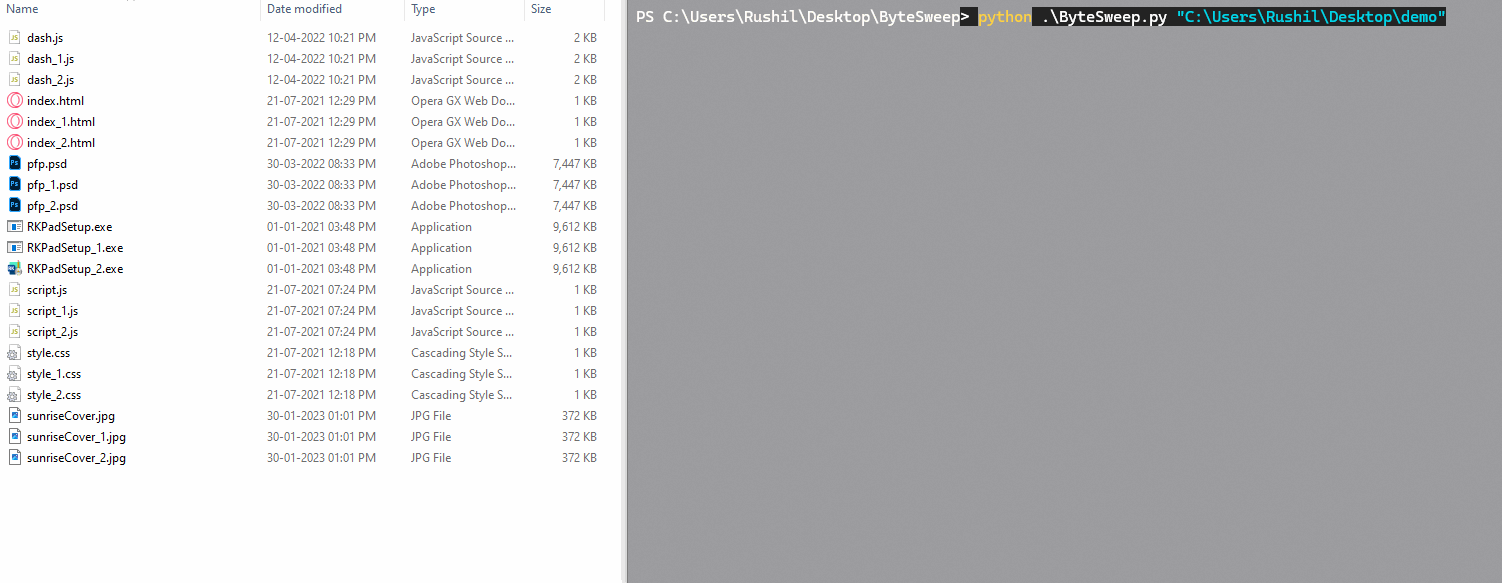 Name Date modified Type Size
dash.js 12-04-2022 10:21 PM JavaScript Source ... 2 KB
dash_1.js 12-04-2022 10:21 PM JavaScript Source ... 2 KB
dash_2.js 12-04-2022 10:21 PM JavaScript Source ... 2 KB
index.html 21-07-2021 12:29 PM Opera GX Web Do... 1 KB
index_1.html 21-07-2021 12:29 PM Opera GX Web Do... 1 KB
index_2.html 21-07-2021 12:29 PM Opera GX Web Do... 1 KB
pfp.psd 30-03-2022 08:33 PM Adobe Photoshop... 7,447 KB
pfp_1.psd 30-03-2022 08:33 PM Adobe Photoshop... 7,447 KB
pfp_2.psd 30-03-2022 08:33 PM Adobe Photoshop... 7,447 KB
RKPadSetup.exe 01-01-2021 03:48 PM Application 9,612 KB
RKPadSetup_1.exe 01-01-2021 03:48 PM Application 9,612 KB
RKPadSetup_2.exe 01-01-2021 03:48 PM Application 9,612 KB
script.js 21-07-2021 07:24 PM JavaScript Source ... 1 KB
script_1.js 21-07-2021 07:24 PM JavaScript Source ... 1 KB
script_2.js 21-07-2021 07:24 PM JavaScript Source ... 1 KB
style.css 21-07-2021 12:18 PM Cascading Style S... 1 KB
style_1.css 21-07-2021 12:18 PM Cascading Style S... 1 KB
style_2.css 21-07-2021 12:18 PM Cascading Style S... 1 KB
sunriseCover.jpg 30-01-2023 01:01 PM JPG File 372 KB
sunriseCover_1.jpg 30-01-2023 01:01 PM JPG File 372 KB
sunriseCover_2.jpg 30-01-2023 01:01 PM JPG File 372 KB
PS C:\Users\Rushil\Desktop\ByteSweep> python .\ByteSweep.py "C:\Users\Rushil\Desktop\demo"